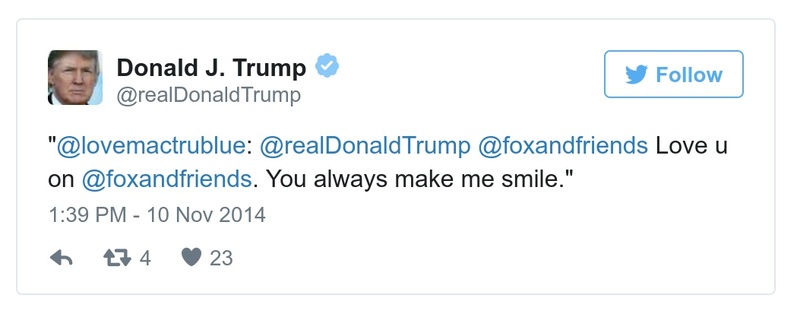 Donald J. Trump
@realDonaldTrump
Follow
"@lovemactrublue: @realDonaldTrump @foxandfriends Love u
on @foxandfriends. You always make me smile."
1:39 PM - 10 Nov 2014
4 23